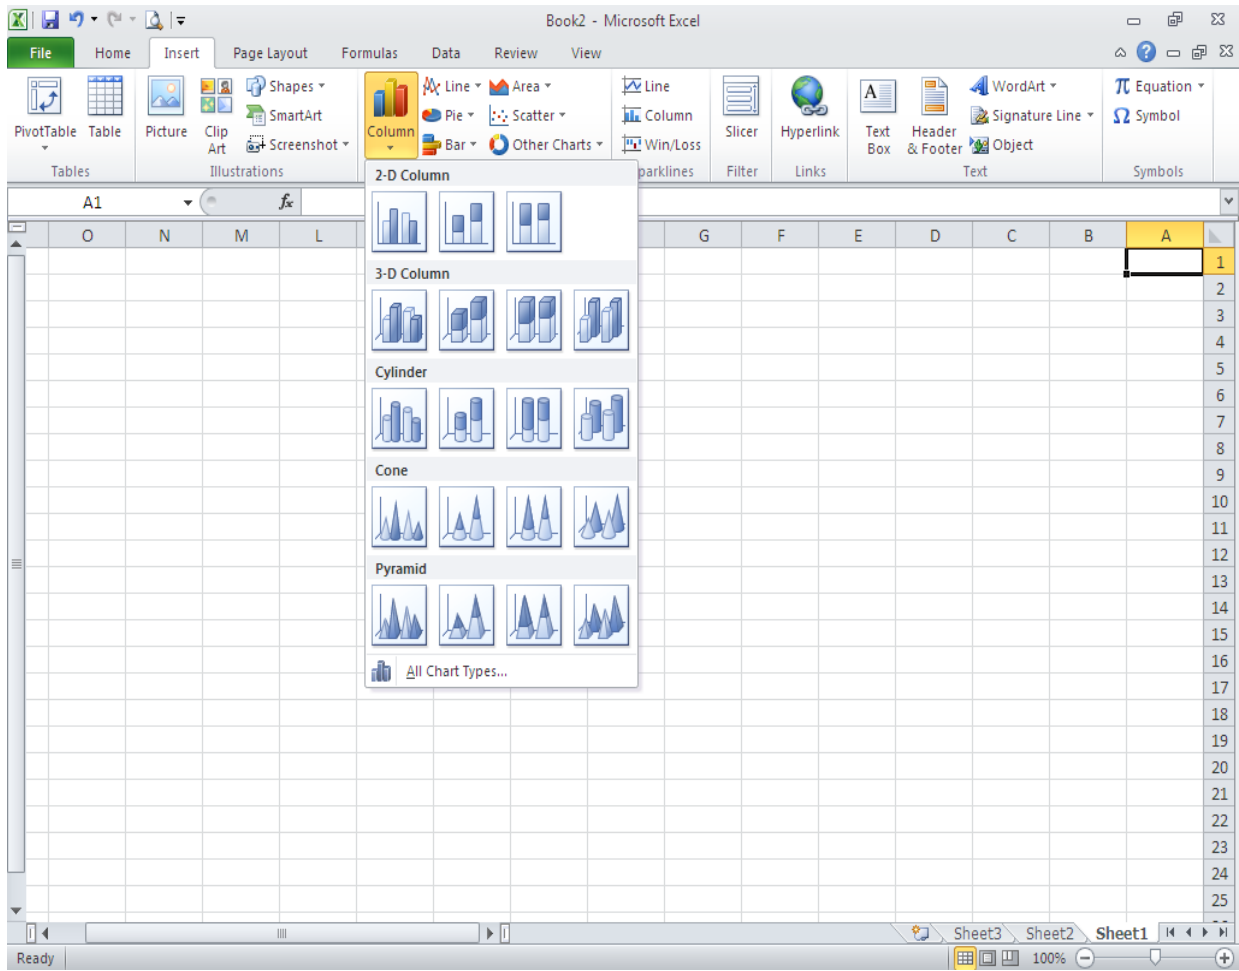 Book2 - Microsoft Excel
File Home Insert Page Layout Formulas Data Review View
PivotTable Table Picture Clip Art Shapes SmartArt Screenshot Column Line Pie Bar Area Scatter Other Charts Line Column Win/Loss Slicer Hyperlink Text Box Header & Footer WordArt Signature Line Object π Equation Ω Symbol
Tables Illustrations parklines Filter Links Text Symbols
A1 fx
O N M L G F E D C B A
2-D Column
3-D Column
Cylinder
Cone
Pyramid
All Chart Types...
1
2
3
4
5
6
7
8
9
10
11
12
13
14
15
16
17
18
19
20
21
22
23
24
25
Sheet3 Sheet2 Sheet1
Ready 100%